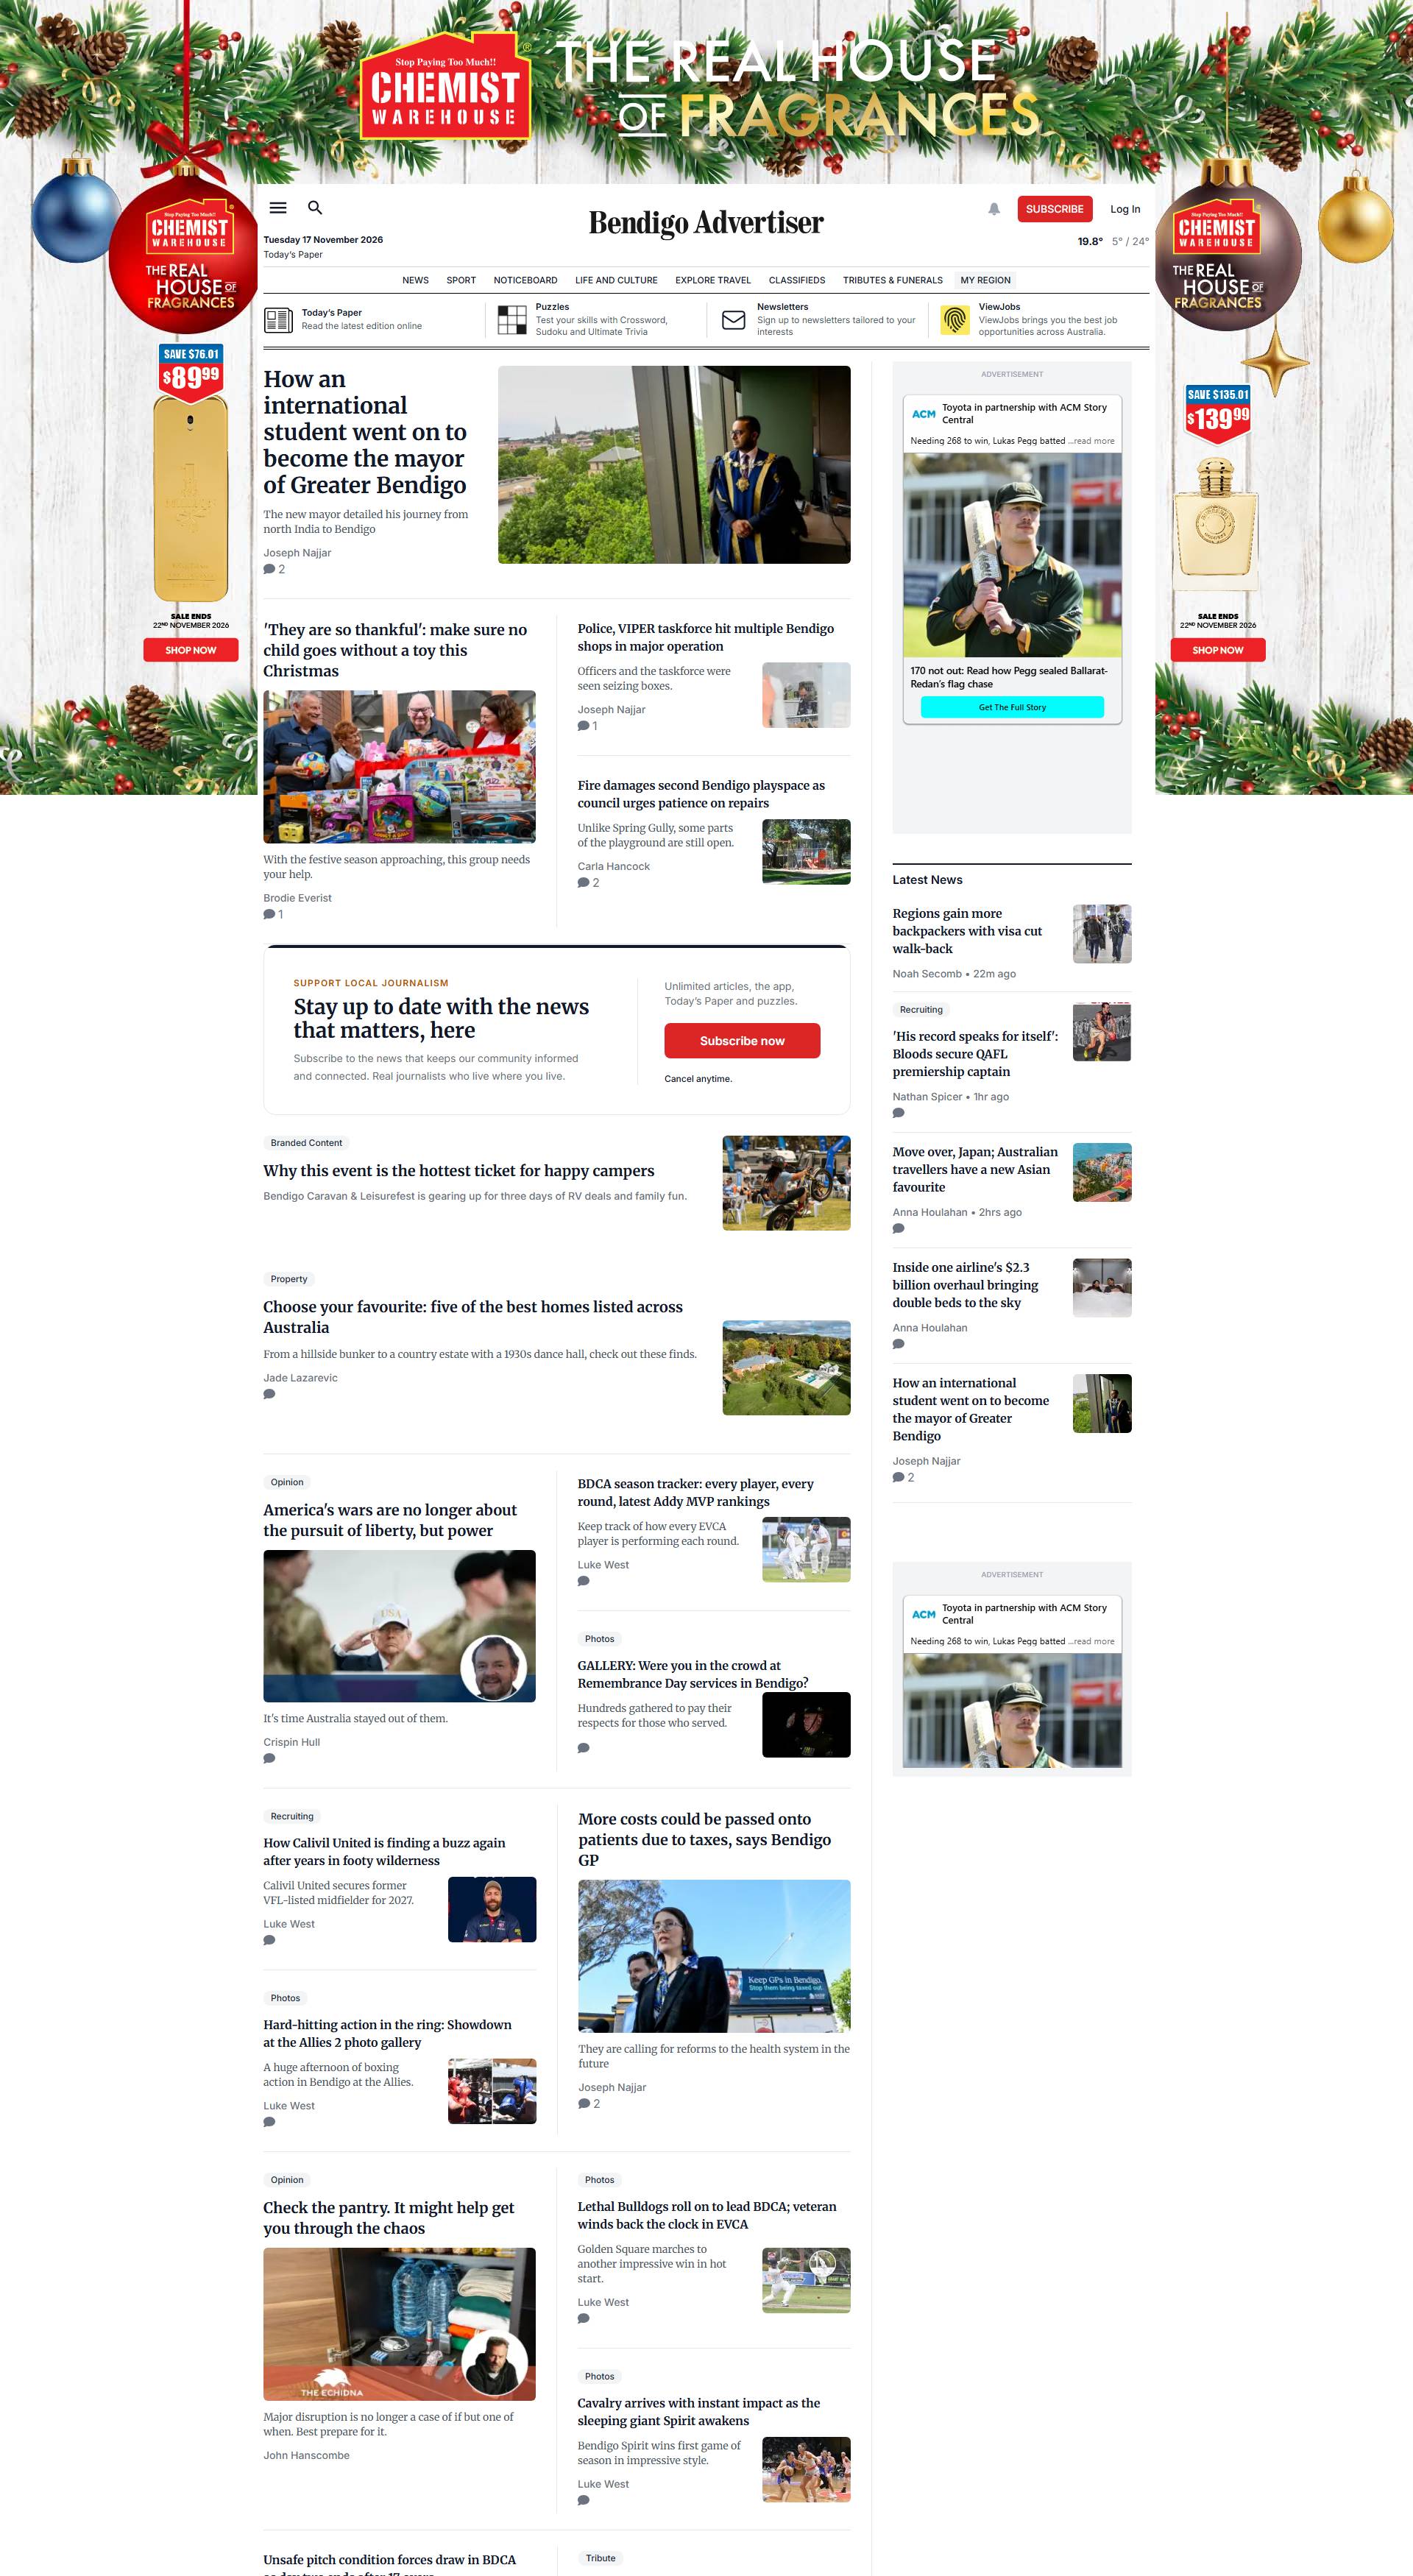 Stop Paying Too Much!!
CHEMIST
WAREHOUSE
®
THE REAL HOUSE
OF FRAGRANCES
Stop Paying Too Much!!
CHEMIST
WAREHOUSE
THE REAL
HOUSE OF
FRAGRANCES
SAVE $76.01
$89.99
SALE ENDS
22ND NOVEMBER 2026
SHOP NOW
Stop Paying Too Much!!
CHEMIST
WAREHOUSE
THE REAL
HOUSE OF
FRAGRANCES
SAVE $135.01
$139.99
SALE ENDS
22ND NOVEMBER 2026
SHOP NOW
Bendigo Advertiser
SUBSCRIBE
Log In
Tuesday 17 November 2026
Today's Paper
19.8° 5° / 24°
NEWS SPORT NOTICEBOARD LIFE AND CULTURE EXPLORE TRAVEL CLASSIFIEDS TRIBUTES & FUNERALS MY REGION
Today's Paper
Read the latest edition online
Puzzles
Test your skills with Crossword,
Sudoku and Ultimate Trivia
Newsletters
Sign up to newsletters tailored to your
interests
ViewJobs
ViewJobs brings you the best job
opportunities across Australia.
How an
international
student went on to
become the mayor
of Greater Bendigo
The new mayor detailed his journey from
north India to Bendigo
Joseph Najjar
2
'They are so thankful': make sure no
child goes without a toy this
Christmas
With the festive season approaching, this group needs
your help.
Brodie Everist
1
Police, VIPER taskforce hit multiple Bendigo
shops in major operation
Officers and the taskforce were
seen seizing boxes.
Joseph Najjar
1
Fire damages second Bendigo playspace as
council urges patience on repairs
Unlike Spring Gully, some parts
of the playground are still open.
Carla Hancock
2
SUPPORT LOCAL JOURNALISM
Stay up to date with the news
that matters, here
Subscribe to the news that keeps our community informed
and connected. Real journalists who live where you live.
Unlimited articles, the app,
Today's Paper and puzzles.
Subscribe now
Cancel anytime.
Branded Content
Why this event is the hottest ticket for happy campers
Bendigo Caravan & Leisurefest is gearing up for three days of RV deals and family fun.
Property
Choose your favourite: five of the best homes listed across
Australia
From a hillside bunker to a country estate with a 1930s dance hall, check out these finds.
Jade Lazarevic
Opinion
America's wars are no longer about
the pursuit of liberty, but power
USA
It's time Australia stayed out of them.
Crispin Hull
BDCA season tracker: every player, every
round, latest Addy MVP rankings
Keep track of how every EVCA
player is performing each round.
Luke West
Photos
GALLERY: Were you in the crowd at
Remembrance Day services in Bendigo?
Hundreds gathered to pay their
respects for those who served.
Recruiting
How Calivil United is finding a buzz again
after years in footy wilderness
Calivil United secures former
VFL-listed midfielder for 2027.
Luke West
Photos
Hard-hitting action in the ring: Showdown
at the Allies 2 photo gallery
A huge afternoon of boxing
action in Bendigo at the Allies.
Luke West
More costs could be passed onto
patients due to taxes, says Bendigo
GP
Keep GPs in Bendigo.
Stop them being taxed out.
They are calling for reforms to the health system in the
future
Joseph Najjar
2
Opinion
Check the pantry. It might help get
you through the chaos
THE ECHIDNA
Major disruption is no longer a case of if but one of
when. Best prepare for it.
John Hanscombe
Photos
Lethal Bulldogs roll on to lead BDCA; veteran
winds back the clock in EVCA
Golden Square marches to
another impressive win in hot
start.
Luke West
Photos
Cavalry arrives with instant impact as the
sleeping giant Spirit awakens
Bendigo Spirit wins first game of
season in impressive style.
Luke West
Unsafe pitch condition forces draw in BDCA
Tribute
ADVERTISEMENT
ACM
Toyota in partnership with ACM Story
Central
Needing 268 to win, Lukas Pegg batted ...read more
170 not out: Read how Pegg sealed Ballarat-
Redan's flag chase
Get The Full Story
Latest News
Regions gain more
backpackers with visa cut
walk-back
Noah Secomb • 22m ago
Recruiting
'His record speaks for itself':
Bloods secure QAFL
premiership captain
Nathan Spicer • 1hr ago
Move over, Japan; Australian
travellers have a new Asian
favourite
Anna Houlahan • 2hrs ago
Inside one airline's $2.3
billion overhaul bringing
double beds to the sky
Anna Houlahan
How an international
student went on to become
the mayor of Greater
Bendigo
Joseph Najjar
2
ADVERTISEMENT
ACM
Toyota in partnership with ACM Story
Central
Needing 268 to win, Lukas Pegg batted ...read more